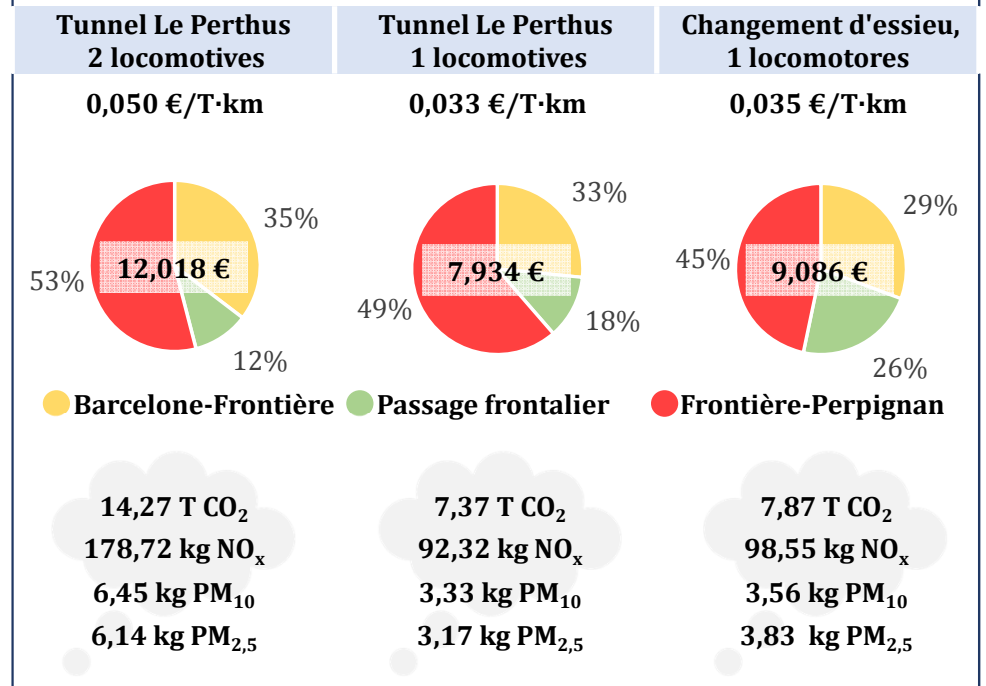 Tunnel Le Perthus
2 locomotives
Tunnel Le Perthus
1 locomotives
Changement d'essieu,
1 locomotores
0,050 €/T·km
0,033 €/T·km
0,035 €/T·km
35%
53%
12,018 €
12%
33%
49%
7,934 €
18%
29%
45%
9,086 €
26%
Barcelone-Frontière
Passage frontalier
Frontière-Perpignan
14,27 T CO₂
178,72 kg NOₓ
6,45 kg PM₁₀
6,14 kg PM₂,₅
7,37 T CO₂
92,32 kg NOₓ
3,33 kg PM₁₀
3,17 kg PM₂,₅
7,87 T CO₂
98,55 kg NOₓ
3,56 kg PM₁₀
3,83 kg PM₂,₅